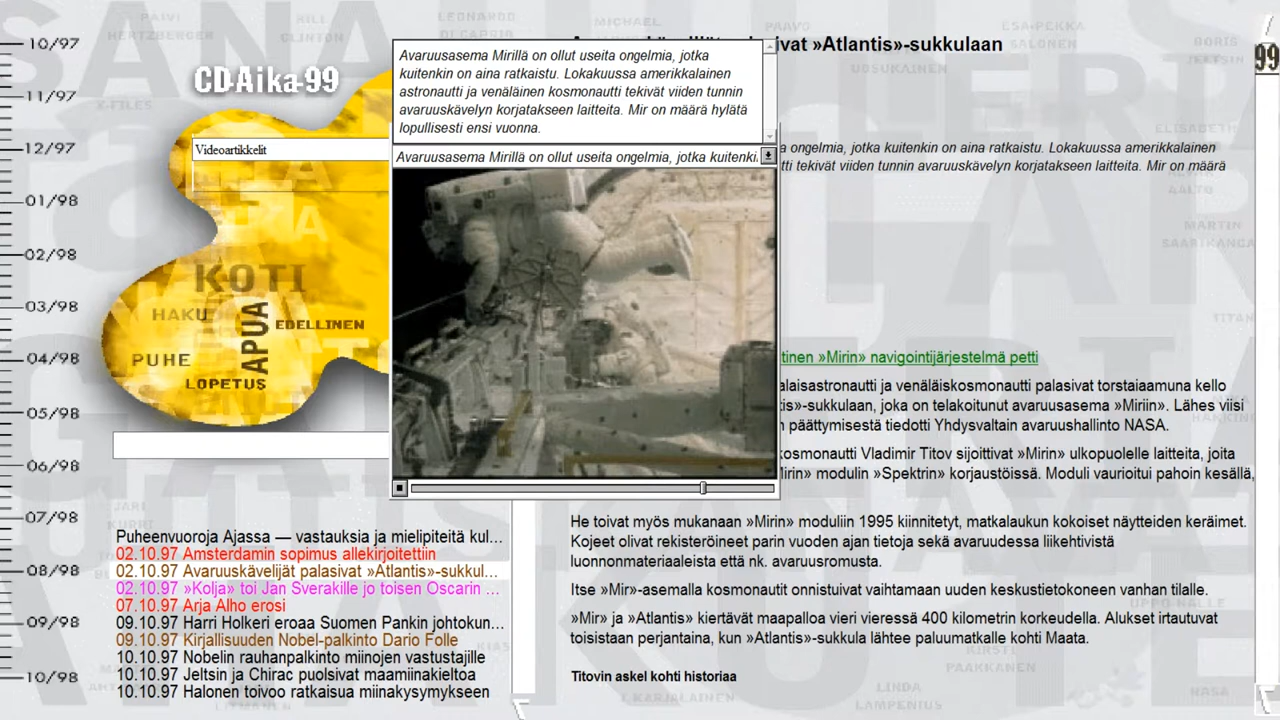 10/97
11/97
12/97
01/98
02/98
03/98
04/98
05/98
06/98
07/98
08/98
09/98
10/98
CDAika-99
Videoartikkelit
KOTI
HAKU
APUA
EDELLINEN
PUHE
LOPETUS
Puheenvuoroja Ajassa — vastauksia ja mielipiteitä kul...
02.10.97 Amsterdamin sopimus allekirjoitettiin
02.10.97 Avaruuskävelijät palasivat »Atlantis»-sukkul...
02.10.97 »Kolja» toi Jan Sverakille jo toisen Oscarin ...
07.10.97 Arja Alho erosi
09.10.97 Harri Holkeri eroaa Suomen Pankin johtokun...
09.10.97 Kirjallisuuden Nobel-palkinto Dario Folle
10.10.97 Nobelin rauhanpalkinto miinojen vastustajille
10.10.97 Jeltsin ja Chirac puolsivat maamiinakieltoa
10.10.97 Halonen toivoo ratkaisua miinakysymykseen
Avaruusasema Mirillä on ollut useita ongelmia, jotka
kuitenkin on aina ratkaistu. Lokakuussa amerikkalainen
astronautti ja venäläinen kosmonautti tekivät viiden tunnin
avaruuskävelyn korjatakseen laitteita. Mir on määrä hylätä
lopullisesti ensi vuonna.
Avaruusasema Mirillä on ollut useita ongelmia, jotka kuitenki.
ivat »Atlantis»-sukkulaan
ongelmia, jotka kuitenkin on aina ratkaistu. Lokakuussa amerikkalainen
tti tekivät viiden tunnin avaruuskävelyn korjatakseen laitteita. Mir on määrä
tinen »Mirin» navigointijärjestelmä petti
alaisastronautti ja venäläiskosmonautti palasivat torstaiaamuna kello
tis»-sukkulaan, joka on telakoitunut avaruusasema »Miriin». Lähes viisi
n päättymisestä tiedotti Yhdysvaltain avaruushallinto NASA.
kosmonautti Vladimir Titov sijoittivat »Mirin» ulkopuolelle laitteita, joita
lirin» modulin »Spektrin» korjaustöissä. Moduli vaurioitui pahoin kesällä,
He toivat myös mukanaan »Mirin» moduliin 1995 kiinnitetyt, matkalaukun kokoiset näytteiden keräimet.
Kojeet olivat rekisteröineet parin vuoden ajan tietoja sekä avaruudessa liikehtivistä
luonnonmateriaaleista että nk. avaruusromusta.
Itse »Mir»-asemalla kosmonautit onnistuivat vaihtamaan uuden keskustietokoneen vanhan tilalle.
»Mir» ja »Atlantis» kiertävät maapalloa vieri vieressä 400 kilometrin korkeudella. Alukset irtautuvat
toisistaan perjantaina, kun »Atlantis»-sukkula lähtee paluumatkalle kohti Maata.
Titovin askel kohti historiaa
99